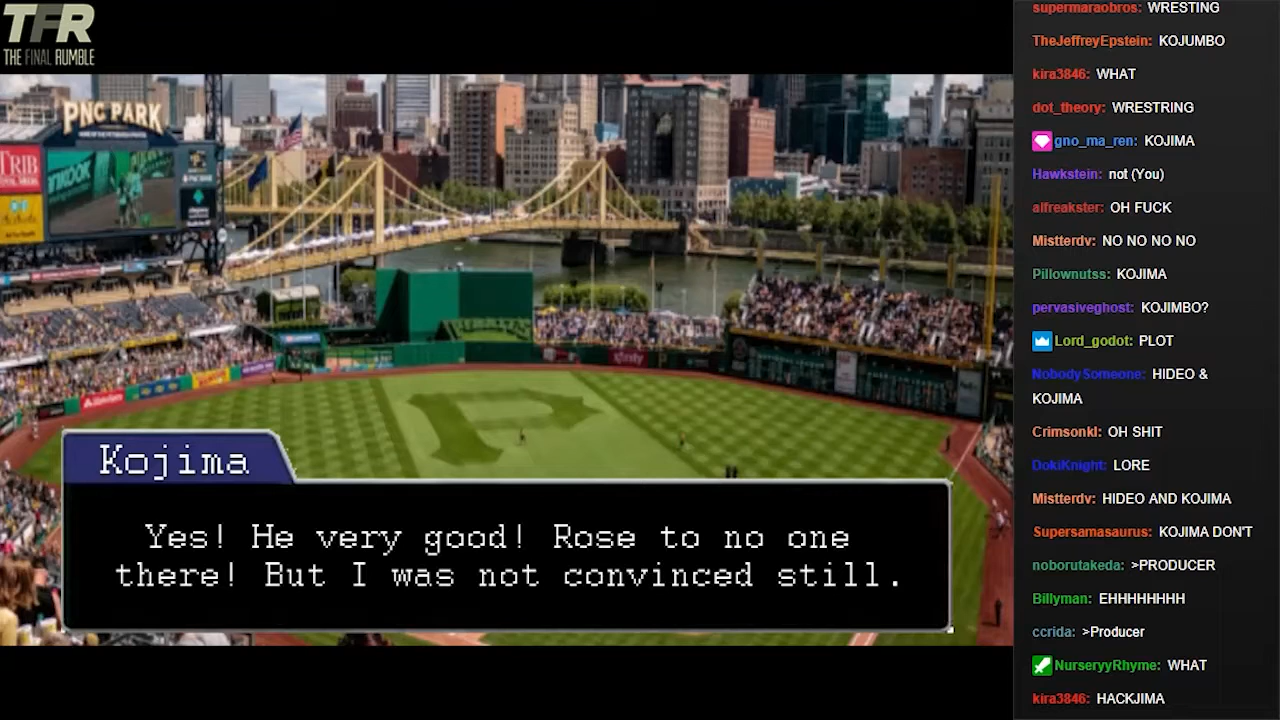 TFR
THE FINAL RUMBLE
PNC PARK
TRIB
Kojima
Yes! He very good! Rose to no one
there! But I was not convinced still.
supermaraobros: WRESTING
TheJeffreyEpstein: KOJUMBO
kira3846: WHAT
dot_theory: WRESTRING
gno_ma_ren: KOJIMA
Hawkstein: not (You)
alfreakster: OH FUCK
Mistterdv: NO NO NO NO
Pillownutss: KOJIMA
pervasiveghost: KOJIMBO?
Lord_godot: PLOT
NobodySomeone: HIDEO &
KOJIMA
Crimsonkl: OH SHIT
DokiKnight: LORE
Mistterdv: HIDEO AND KOJIMA
Supersamasaurus: KOJIMA DON'T
noborutakeda: >PRODUCER
Billyman: EHHHHHHHH
ccrida: >Producer
NurseryyRhyme: WHAT
kira3846: HACKJIMA